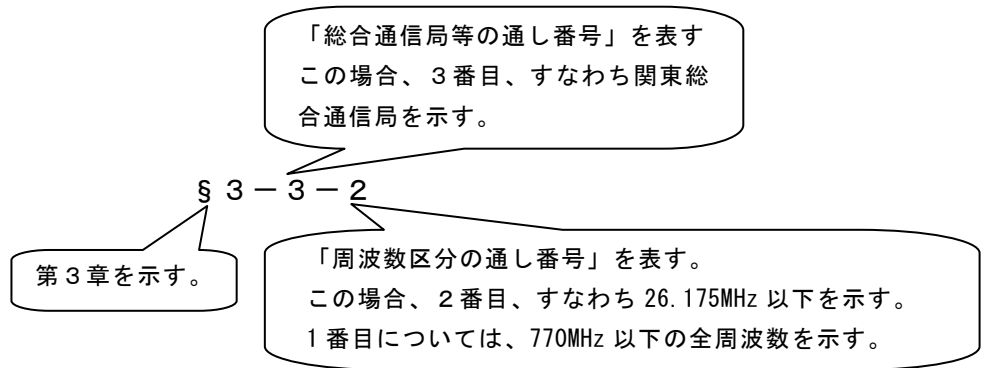 「総合通信局等の通し番号」を表す
この場合、３番目、すなわち関東総
合通信局を示す。
§３－３－２
第３章を示す。
「周波数区分の通し番号」を表す。
この場合、２番目、すなわち 26.175MHz 以下を示す。
1 番目については、770MHz 以下の全周波数を示す。